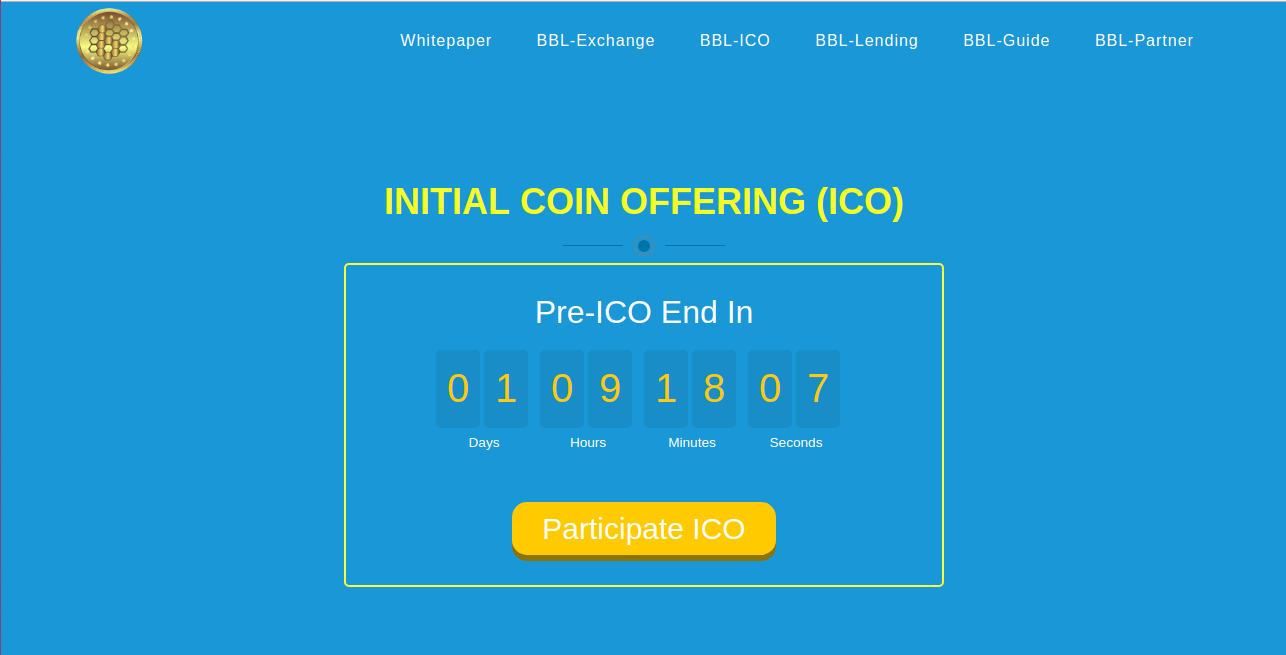 Whitepaper BBL-Exchange BBL-ICO BBL-Lending BBL-Guide BBL-Partner
INITIAL COIN OFFERING (ICO)
Pre-ICO End In
0 1 0 9 1 8 0 7
Days Hours Minutes Seconds
Participate ICO